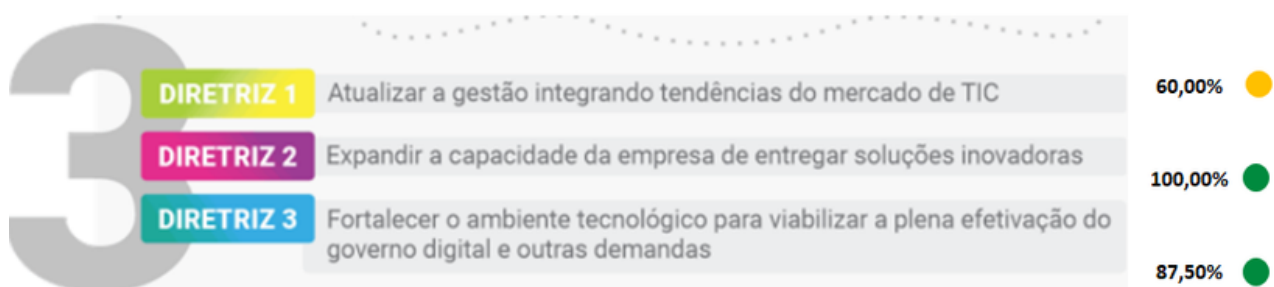 3
DIRETRIZ 1 Atualizar a gestão integrando tendências do mercado de TIC 60,00%
DIRETRIZ 2 Expandir a capacidade da empresa de entregar soluções inovadoras 100,00%
DIRETRIZ 3 Fortalecer o ambiente tecnológico para viabilizar a plena efetivação do
governo digital e outras demandas
87,50%